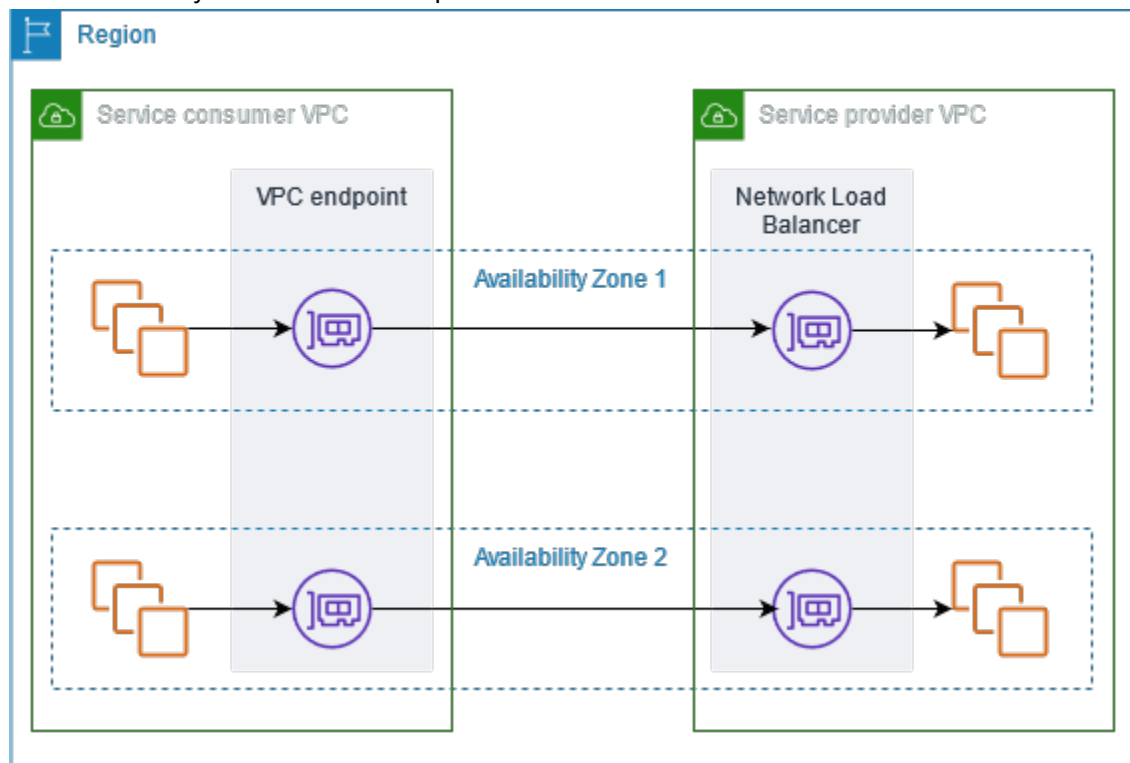 Region
Service consumer VPC
Service provider VPC
VPC endpoint
Network Load
Balancer
Availability Zone 1
Availability Zone 2